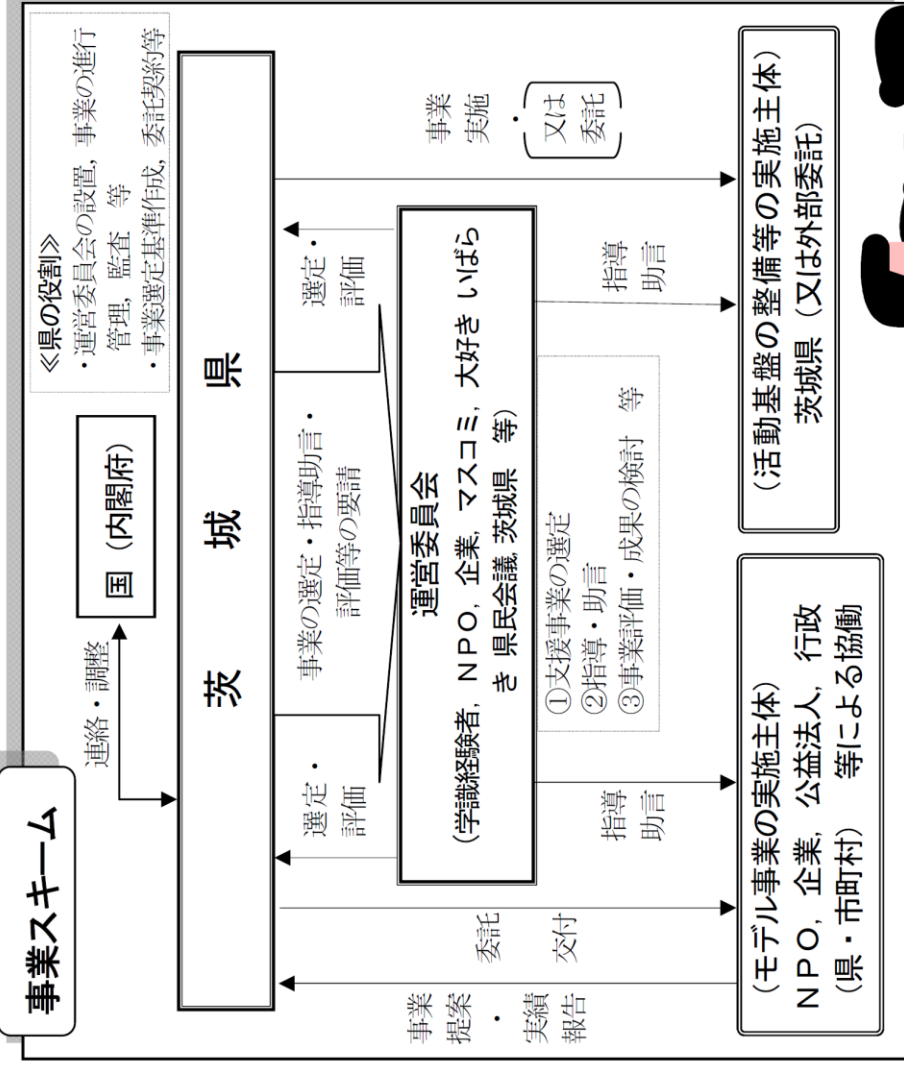 事業スキーム
連絡・調整
国（内閣府）
≪県の役割≫
・運営委員会の設置，事業の進行
管理，監査　等
・事業選定基準作成，委託契約等
茨　城　県
事業
提案
・
実績
報告
委託
交付
選定・
評価
事業の選定・指導助言・
評価等の要請
選定・
評価
事業
実施
・
又は
委託
運営委員会
（学識経験者，ＮＰＯ，企業，マスコミ，大好き いばら
き 県民会議，茨城県　等）
指導
助言
①支援事業の選定
②指導・助言
③事業評価・成果の検討　等
指導
助言
（モデル事業の実施主体）
ＮＰＯ，企業，公益法人，行政
（県・市町村）　等による協働
（活動基盤の整備等の実施主体）
茨城県（又は外部委託）